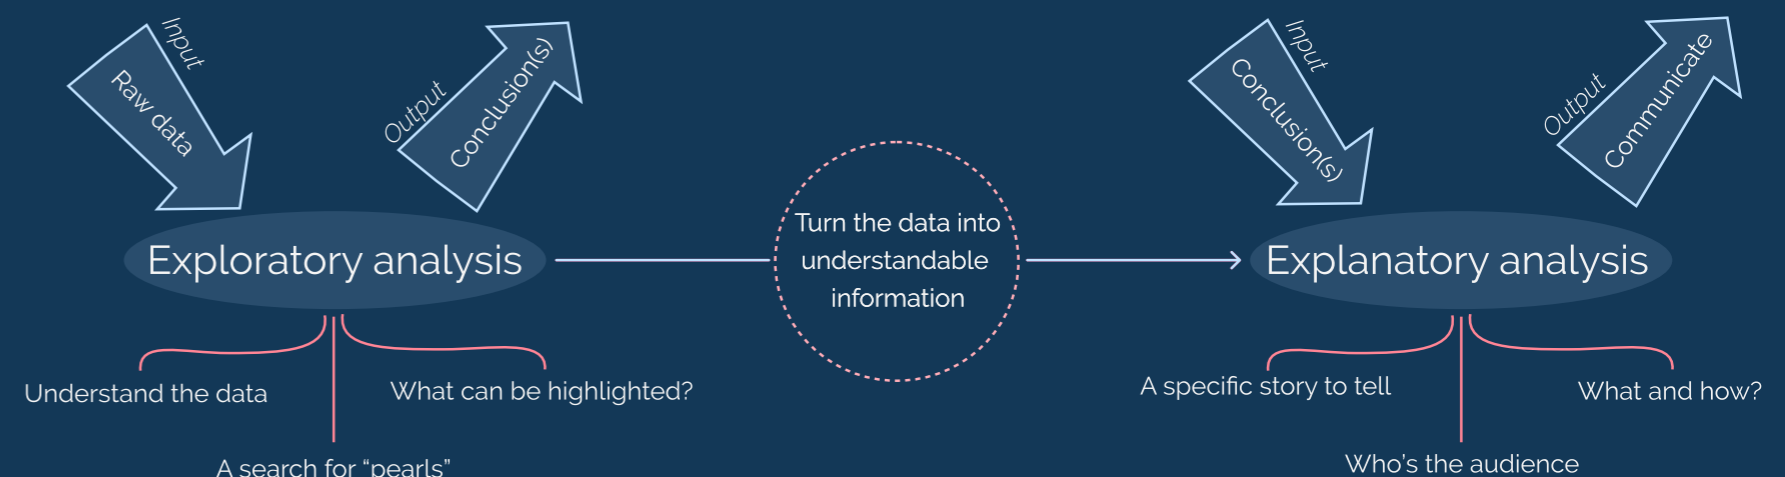 Input
Raw data
Output
Conclusion(s)
Exploratory analysis
Understand the data
What can be highlighted?
A search for “pearls”
Turn the data into
understandable
information
Input
Conclusion(s)
Output
Communicate
Explanatory analysis
A specific story to tell
What and how?
Who’s the audience